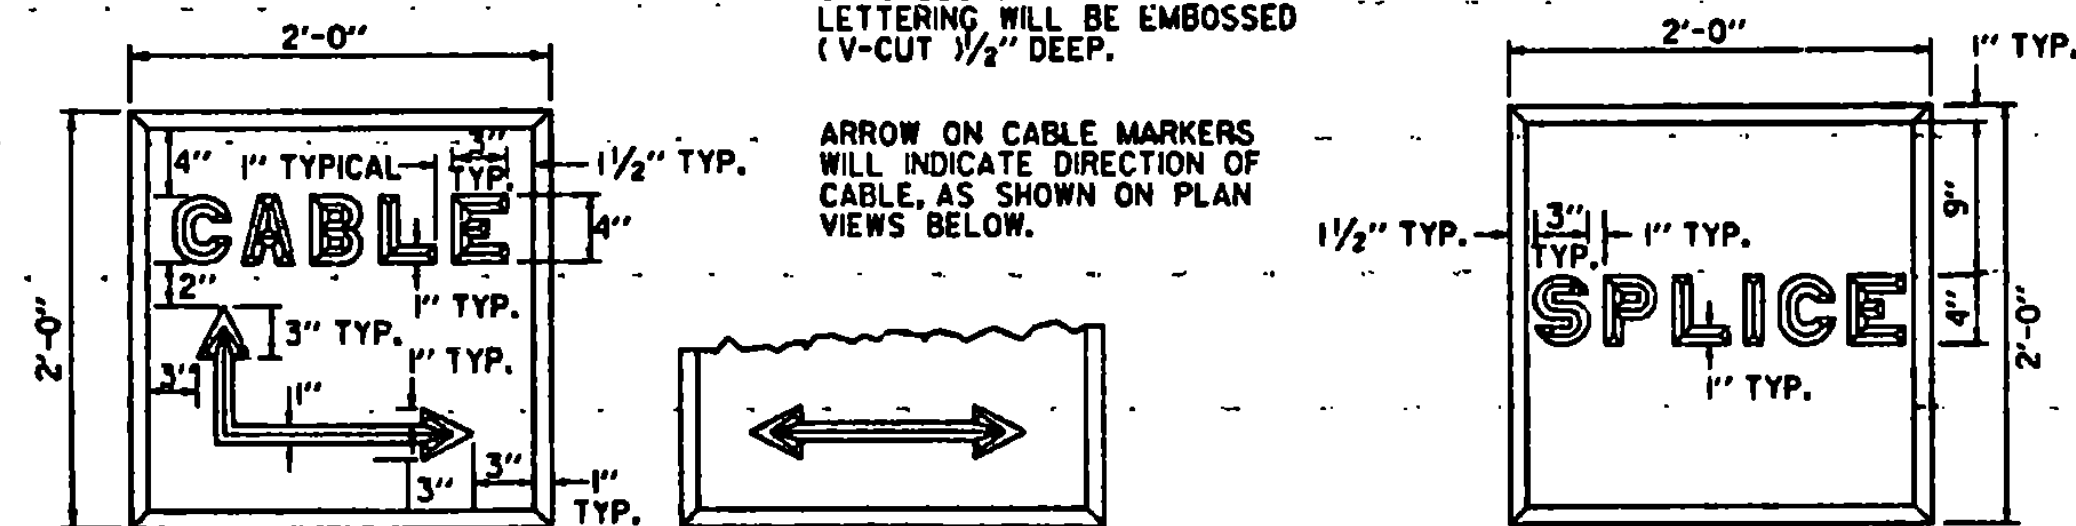 2'-0"
4"
1" TYPICAL
3"
TYP.
1 1/2" TYP.
CABLE
4"
2"
1" TYP.
3" TYP.
1" TYP.
2'-0"
3"
1"
3"
3"
1"
TYP.
LETTERING WILL BE EMBOSSED
(V-CUT) 1/2" DEEP.
ARROW ON CABLE MARKERS
WILL INDICATE DIRECTION OF
CABLE, AS SHOWN ON PLAN
VIEWS BELOW.
2'-0"
1" TYP.
9"
1 1/2" TYP.
3"
TYP.
1" TYP.
SPLICE
4"
2'-0"
1" TYP.